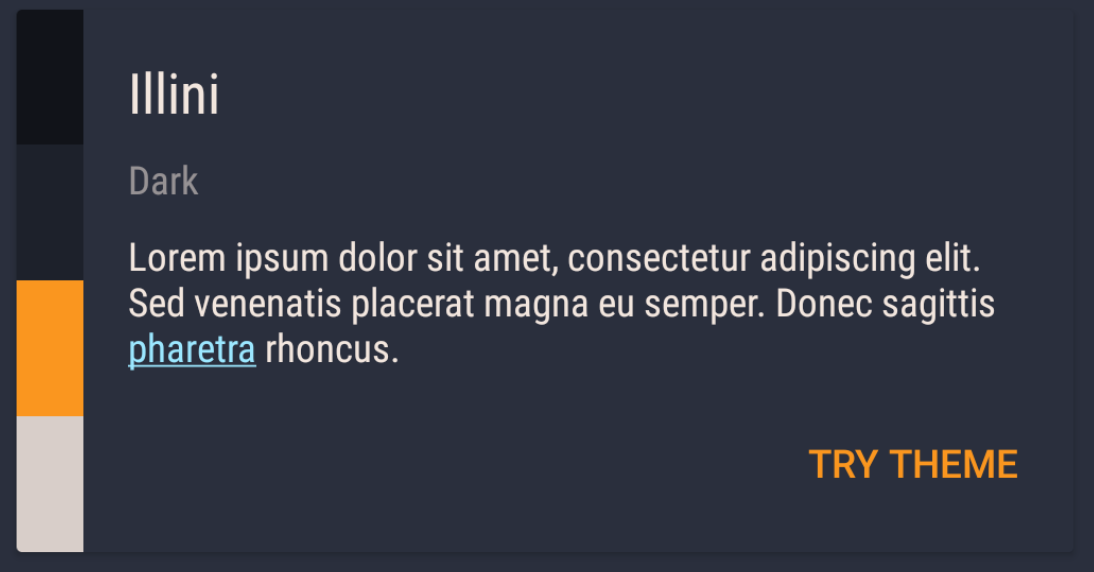 Illini
Dark
Lorem ipsum dolor sit amet, consectetur adipiscing elit.
Sed venenatis placerat magna eu semper. Donec sagittis
pharetra rhoncus.
TRY THEME